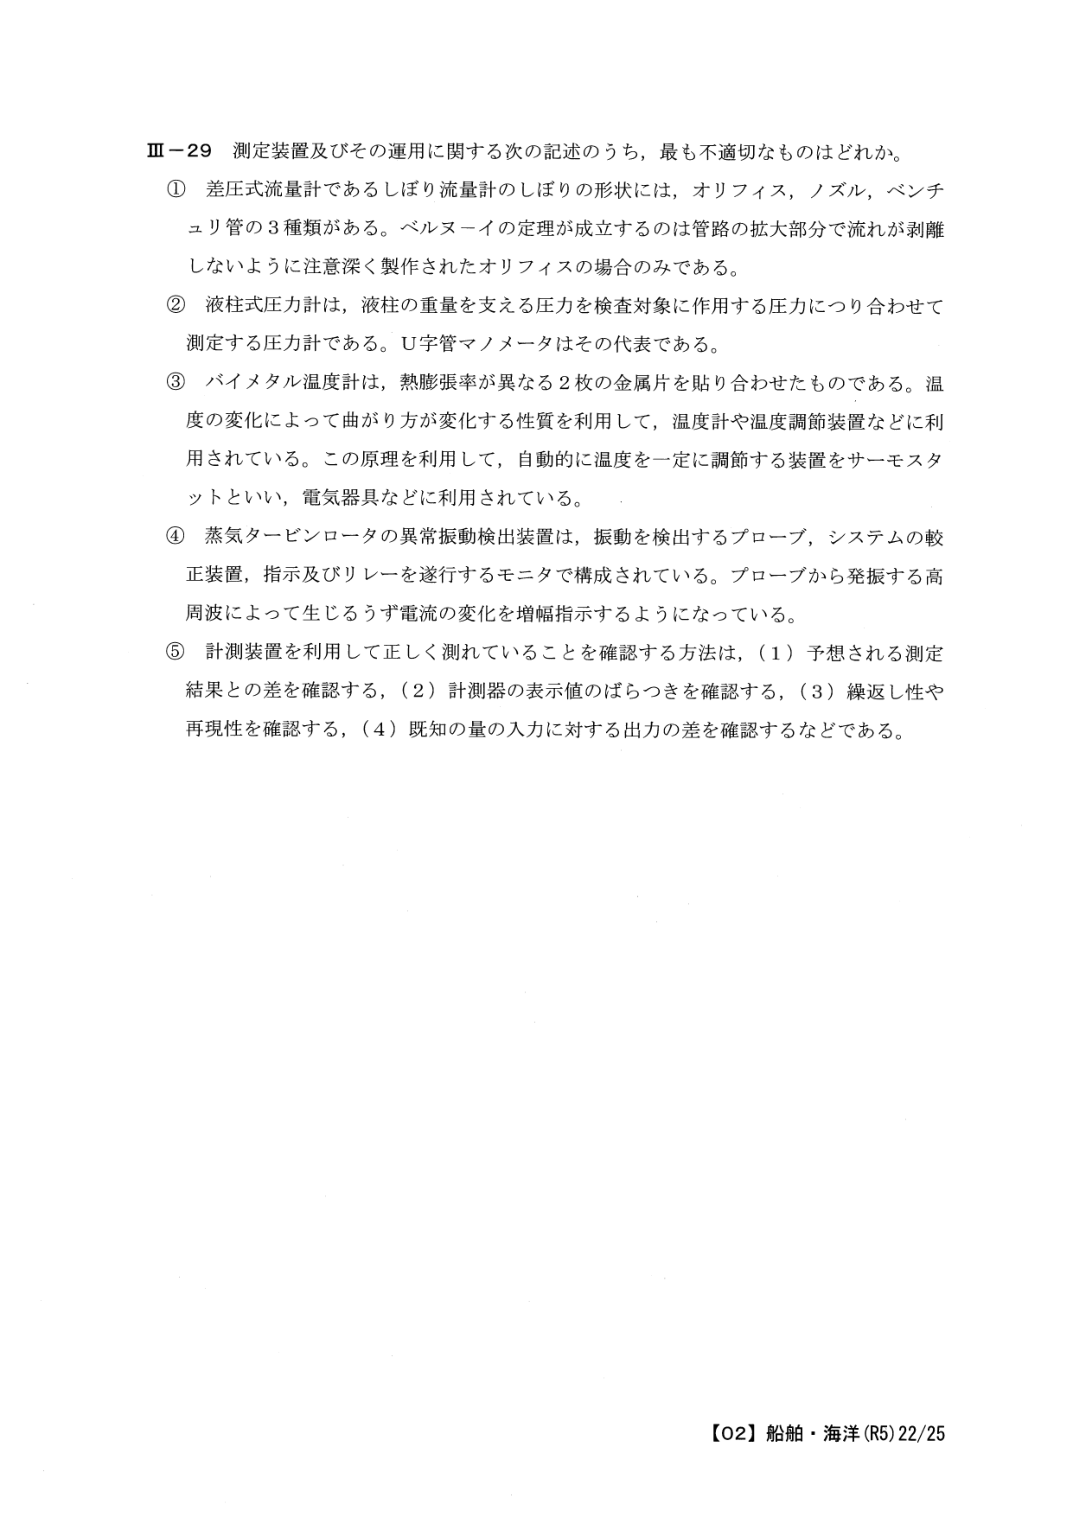 Ⅲ－29　測定装置及びその運用に関する次の記述のうち，最も不適切なものはどれか。
①　差圧式流量計であるしぼり流量計のしぼりの形状には，オリフィス，ノズル，ベンチ
ュリ管の３種類がある。ベルヌーイの定理が成立するのは管路の拡大部分で流れが剥離
しないように注意深く製作されたオリフィスの場合のみである。
②　液柱式圧力計は，液柱の重量を支える圧力を検査対象に作用する圧力につり合わせて
測定する圧力計である。Ｕ字管マノメータはその代表である。
③　バイメタル温度計は，熱膨張率が異なる２枚の金属片を貼り合わせたものである。温
度の変化によって曲がり方が変化する性質を利用して，温度計や温度調節装置などに利
用されている。この原理を利用して，自動的に温度を一定に調節する装置をサーモスタ
ットといい，電気器具などに利用されている。
④　蒸気タービンロータの異常振動検出装置は，振動を検出するプローブ，システムの較
正装置，指示及びリレーを遂行するモニタで構成されている。プローブから発振する高
周波によって生じるうず電流の変化を増幅指示するようになっている。
⑤　計測装置を利用して正しく測れていることを確認する方法は，（１）予想される測定
結果との差を確認する，（２）計測器の表示値のばらつきを確認する，（３）繰返し性や
再現性を確認する，（４）既知の量の入力に対する出力の差を確認するなどである。
【02】船舶・海洋(R5)22/25